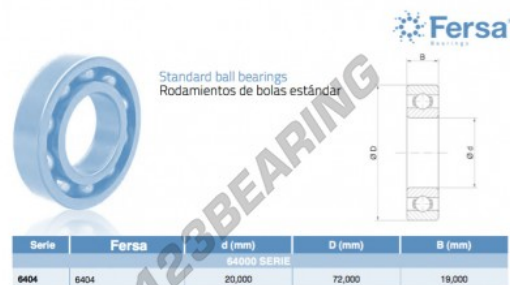 Fersa
Bearings
Standard ball bearings
Rodamientos de bolas estándar
B
Ø D
Ø d
123BEARING
Serie Fersa d (mm) D (mm) B (mm)
64000 SERIE
6404 6404 20,000 72,000 19,000